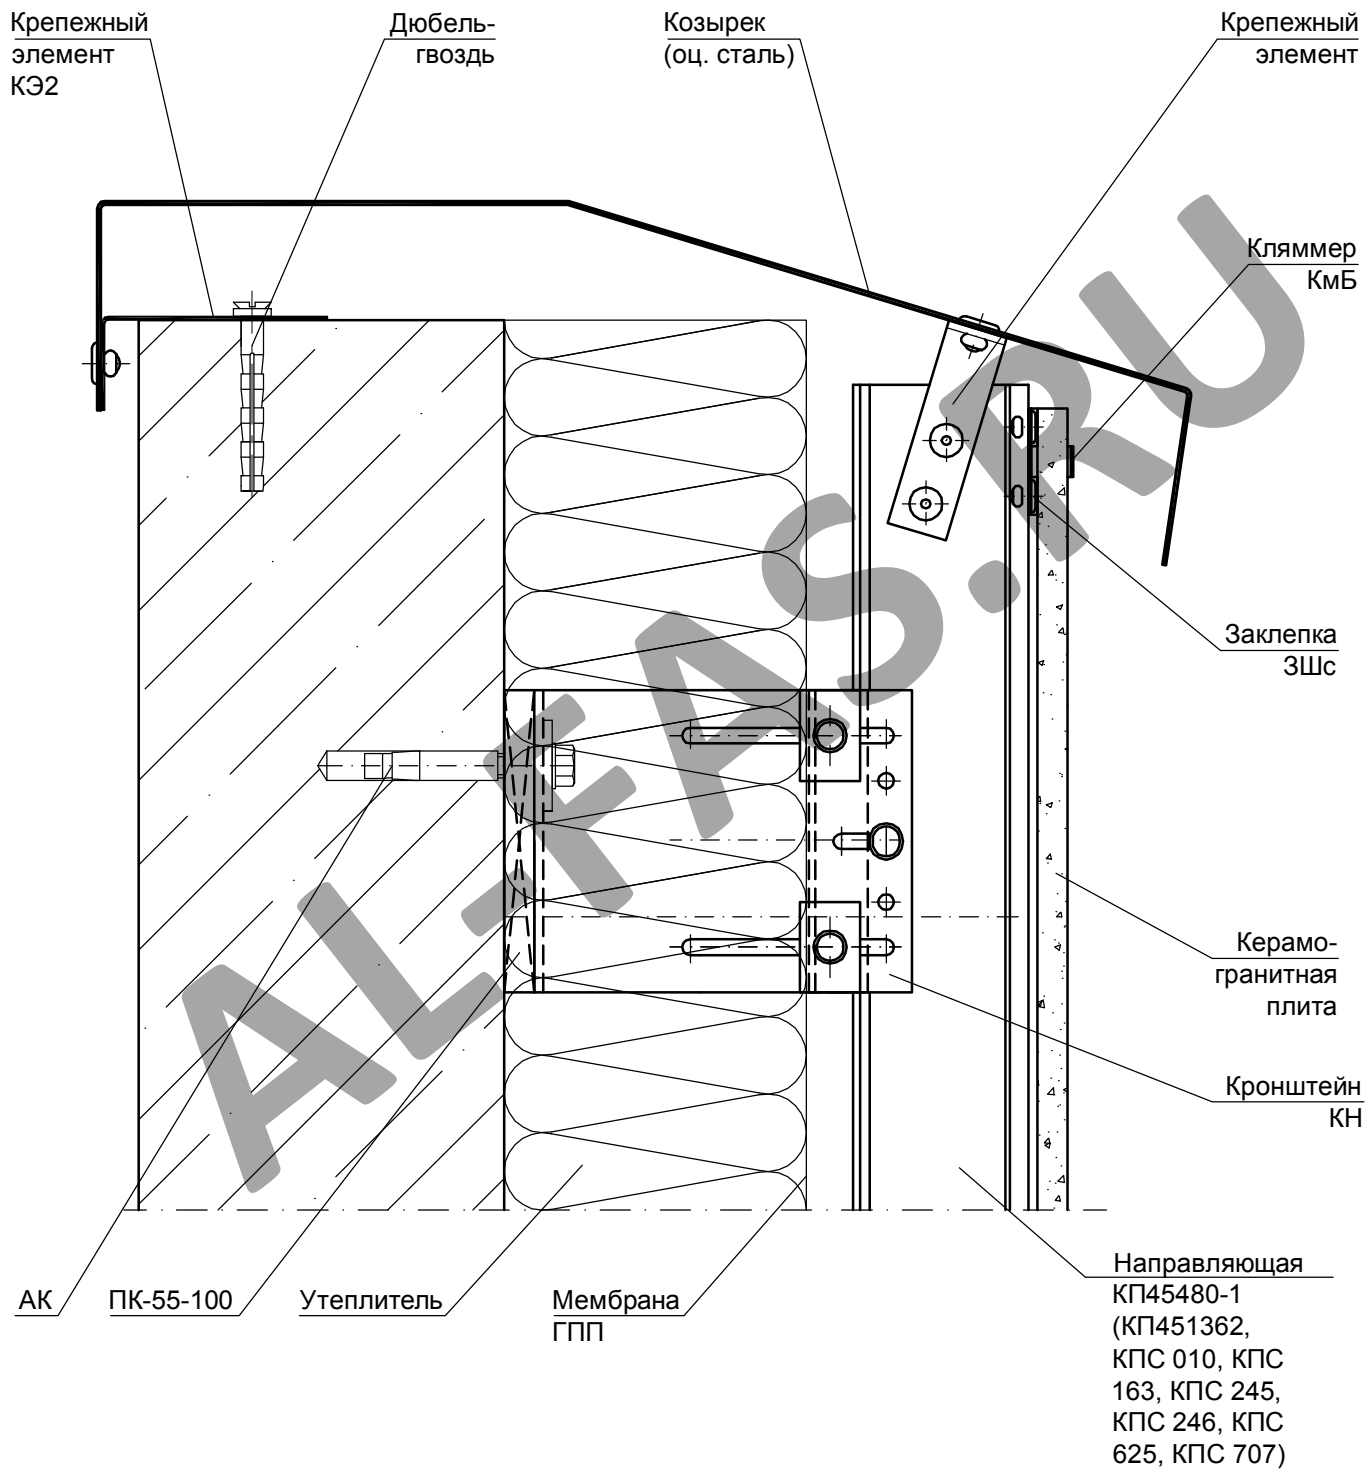 Крепежный
элемент
КЭ2
Дюбель-
гвоздь
Козырек
(оц. сталь)
Крепежный
элемент
Кляммер
КмБ
Заклепка
ЗШс
Керамо-
гранитная
плита
Кронштейн
КН
АК
ПК-55-100
Утеплитель
Мембрана
ГПП
Направляющая
КП45480-1
(КП451362,
КПС 010, КПС
163, КПС 245,
КПС 246, КПС
625, КПС 707)
AL-FAS.RU